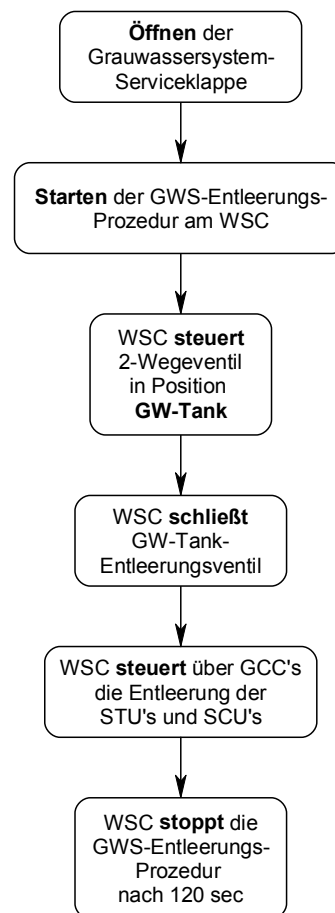 Öffnen der
Grauwassersystem-
Serviceklappe
Starten der GWS-Entleerungs-
Prozedur am WSC
WSC steuert
2-Wegeventil
in Position
GW-Tank
WSC schließt
GW-Tank-
Entleerungsventil
WSC steuert über GCC's
die Entleerung der
STU's und SCU's
WSC stoppt die
GWS-Entleerungs-
Prozedur
nach 120 sec